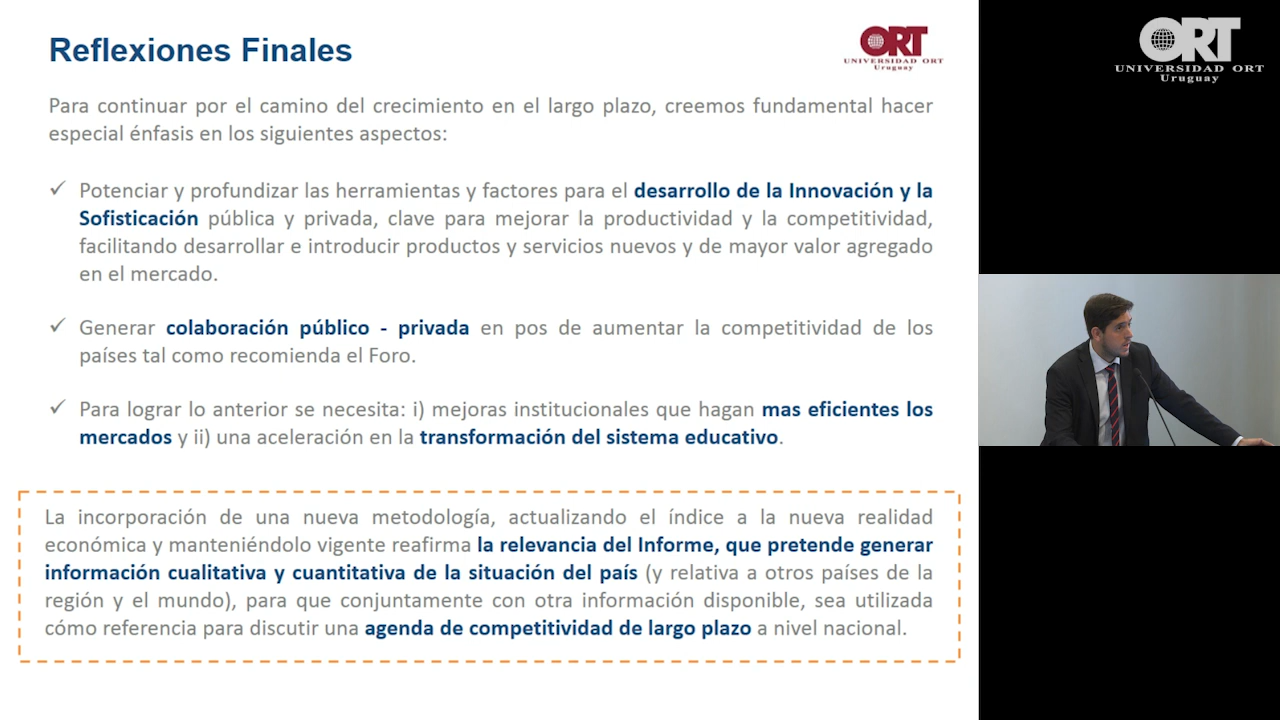 Reflexiones Finales
ORT
UNIVERSIDAD ORT
Uruguay
Para continuar por el camino del crecimiento en el largo plazo, creemos fundamental hacer
especial énfasis en los siguientes aspectos:
✓ Potenciar y profundizar las herramientas y factores para el desarrollo de la Innovación y la
Sofisticación pública y privada, clave para mejorar la productividad y la competitividad,
facilitando desarrollar e introducir productos y servicios nuevos y de mayor valor agregado
en el mercado.
✓ Generar colaboración público - privada en pos de aumentar la competitividad de los
países tal como recomienda el Foro.
✓ Para lograr lo anterior se necesita: i) mejoras institucionales que hagan mas eficientes los
mercados y ii) una aceleración en la transformación del sistema educativo.
La incorporación de una nueva metodología, actualizando el índice a la nueva realidad
económica y manteniéndolo vigente reafirma la relevancia del Informe, que pretende generar
información cualitativa y cuantitativa de la situación del país (y relativa a otros países de la
región y el mundo), para que conjuntamente con otra información disponible, sea utilizada
cómo referencia para discutir una agenda de competitividad de largo plazo a nivel nacional.
ORT
UNIVERSIDAD ORT
Uruguay